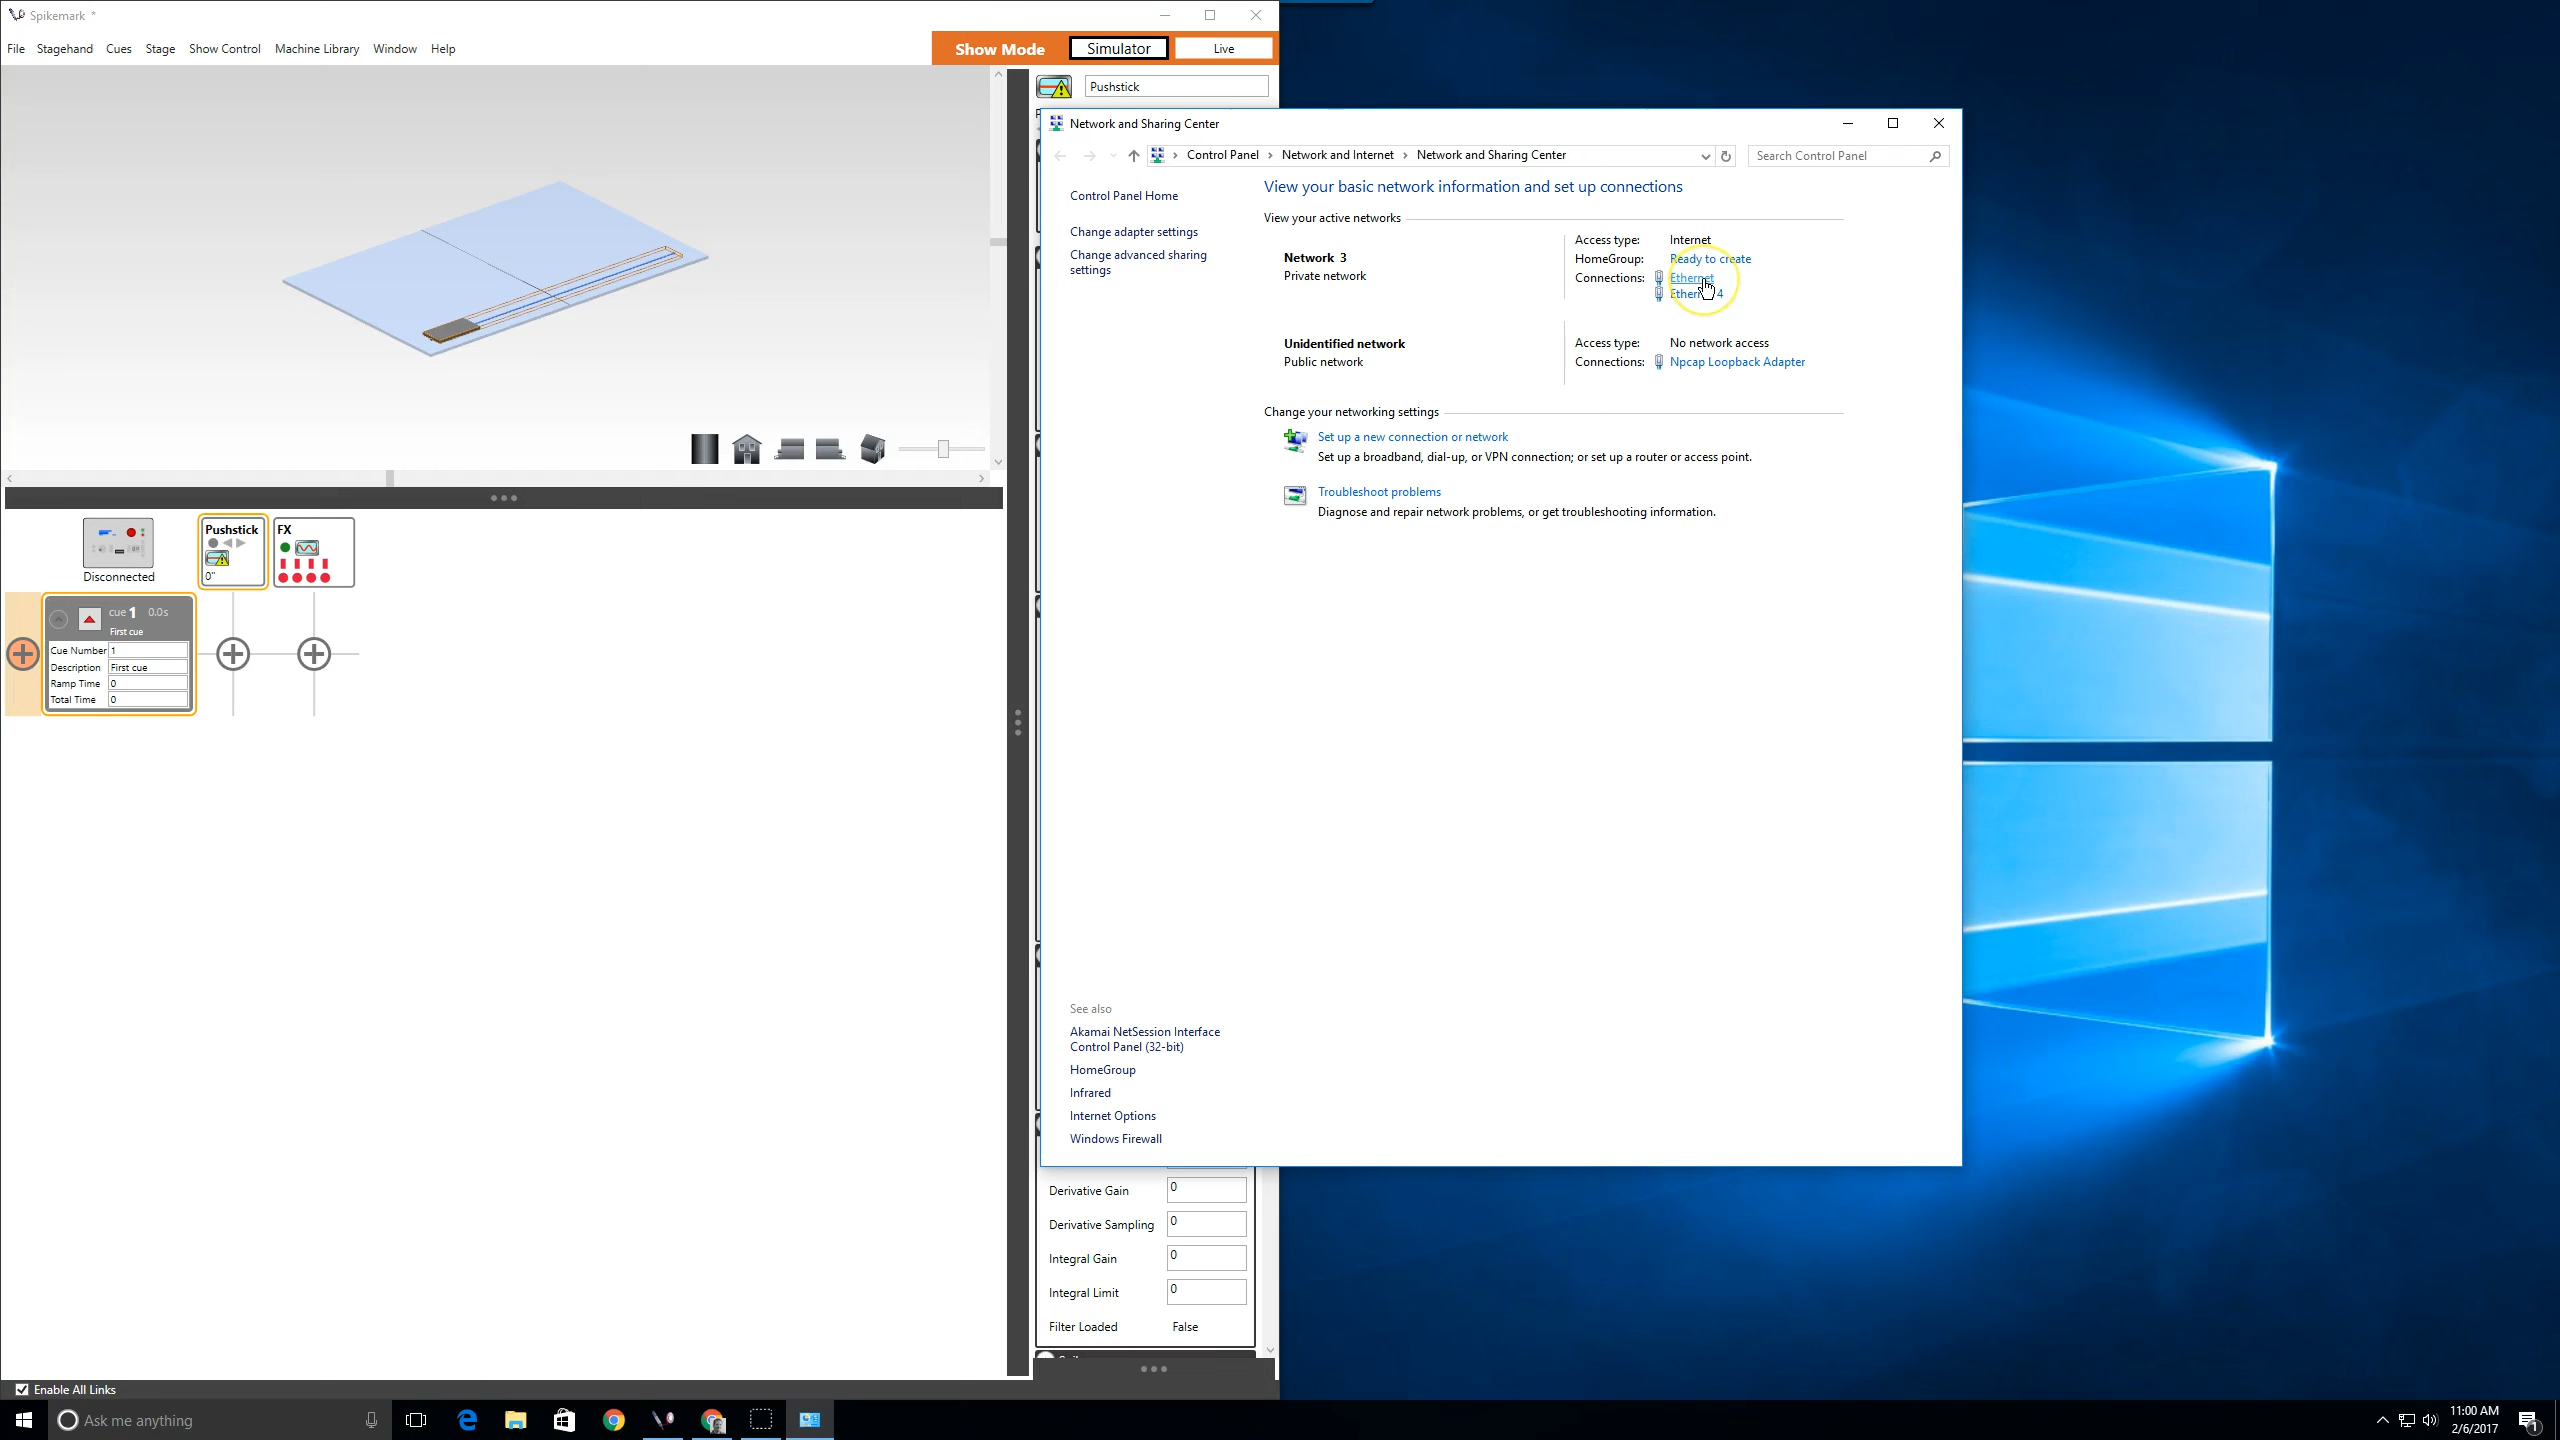 Spikemark *
File Stagehand Cues Stage Show Control Machine Library Window Help
Show Mode Simulator Live
Pushstick
Network and Sharing Center
Control Panel > Network and Internet > Network and Sharing Center
Search Control Panel
Control Panel Home
Change adapter settings
Change advanced sharing
settings
View your basic network information and set up connections
View your active networks
Network 3
Private network
Access type: Internet
HomeGroup: Ready to create
Connections: Ethernet
4
Unidentified network
Public network
Access type: No network access
Connections: Npcap Loopback Adapter
Change your networking settings
Set up a new connection or network
Set up a broadband, dial-up, or VPN connection; or set up a router or access point.
Troubleshoot problems
Diagnose and repair network problems, or get troubleshooting information.
See also
Akamai NetSession Interface
Control Panel (32-bit)
HomeGroup
Infrared
Internet Options
Windows Firewall
Disconnected
Pushstick
0"
FX
cue 1 0.0s
First cue
Cue Number 1
Description First cue
Ramp Time 0
Total Time 0
Derivative Gain 0
Derivative Sampling 0
Integral Gain 0
Integral Limit 0
Filter Loaded False
Enable All Links
Ask me anything
11:00 AM
2/6/2017
1